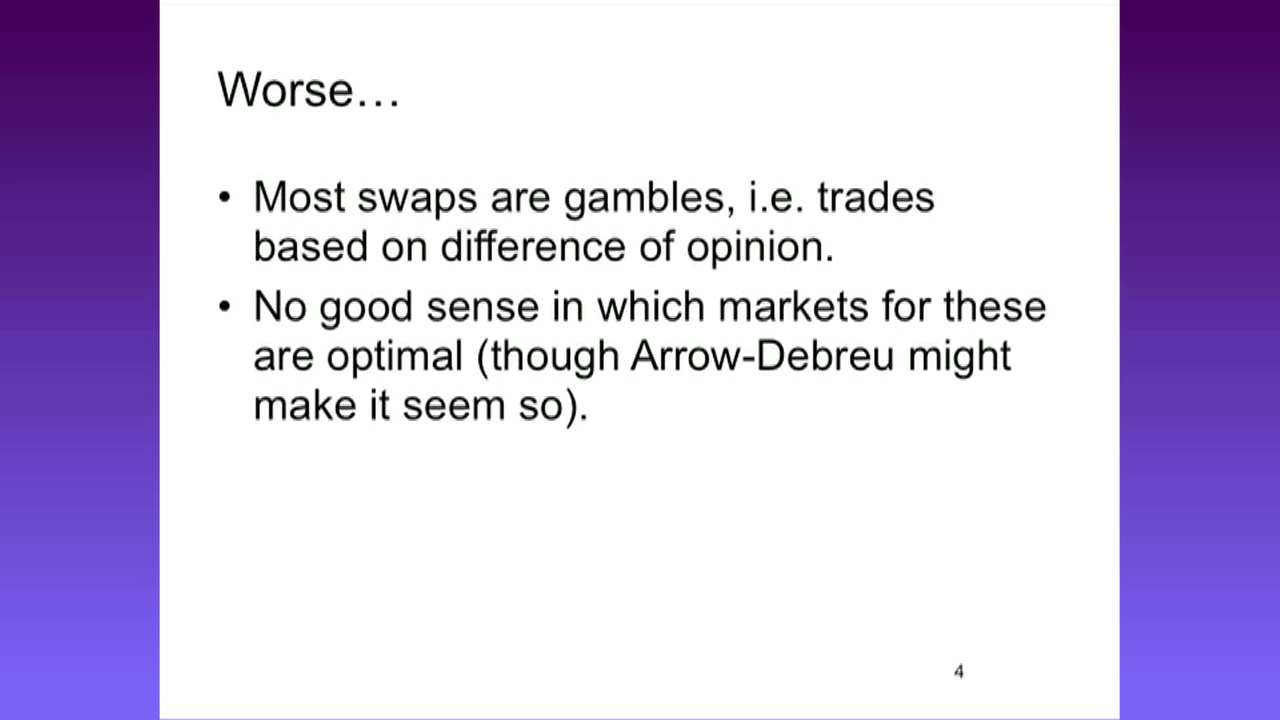 Worse…
• Most swaps are gambles, i.e. trades
based on difference of opinion.
• No good sense in which markets for these
are optimal (though Arrow-Debreu might
make it seem so).
4